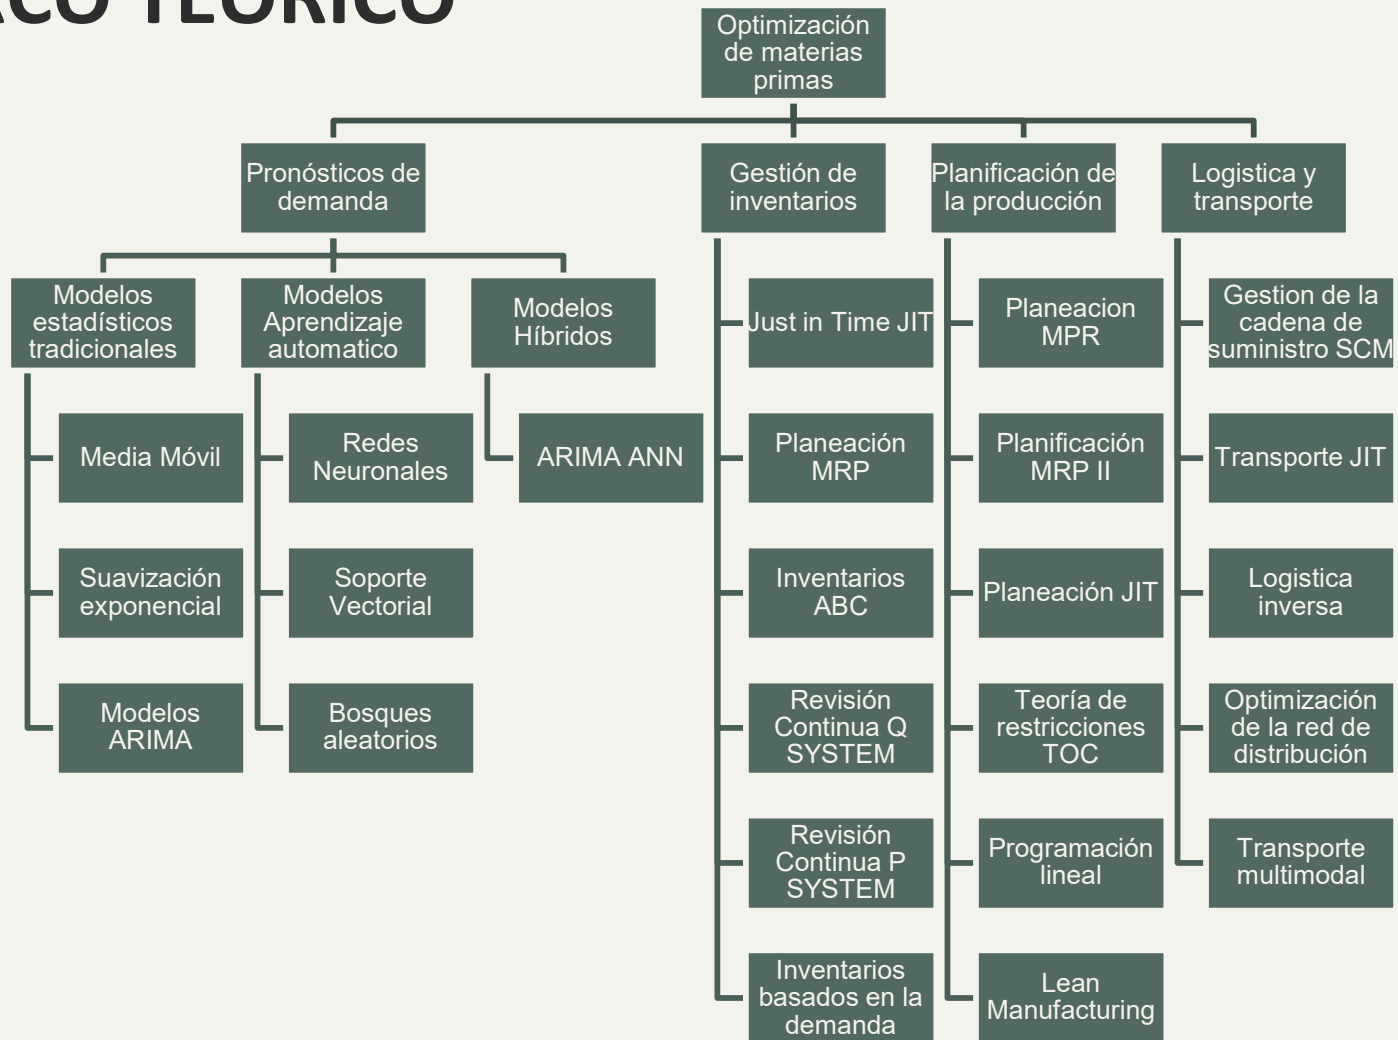 ACO TEÓRICO
Optimización
de materias
primas
Pronósticos de
demanda
Gestión de
inventarios
Planificación de
la producción
Logistica y
transporte
Modelos
estadísticos
tradicionales
Modelos
Aprendizaje
automatico
Modelos
Híbridos
Media Móvil
Suavización
exponencial
Modelos
ARIMA
Redes
Neuronales
Soporte
Vectorial
Bosques
aleatorios
ARIMA ANN
Just in Time JIT
Planeación
MRP
Inventarios
ABC
Revisión
Continua Q
SYSTEM
Revisión
Continua P
SYSTEM
Inventarios
basados en la
demanda
Planeacion
MPR
Planificación
MRP II
Planeación JIT
Teoría de
restricciones
TOC
Programación
lineal
Lean
Manufacturing
Gestion de la
cadena de
suministro SCM
Transporte JIT
Logistica
inversa
Optimización
de la red de
distribución
Transporte
multimodal